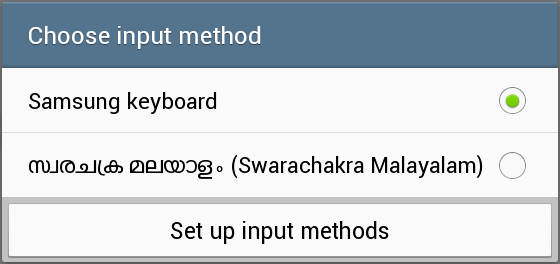 Choose input method
Samsung keyboard
സ്വരചക്ര മലയാളം (Swarachakra Malayalam)
Set up input methods